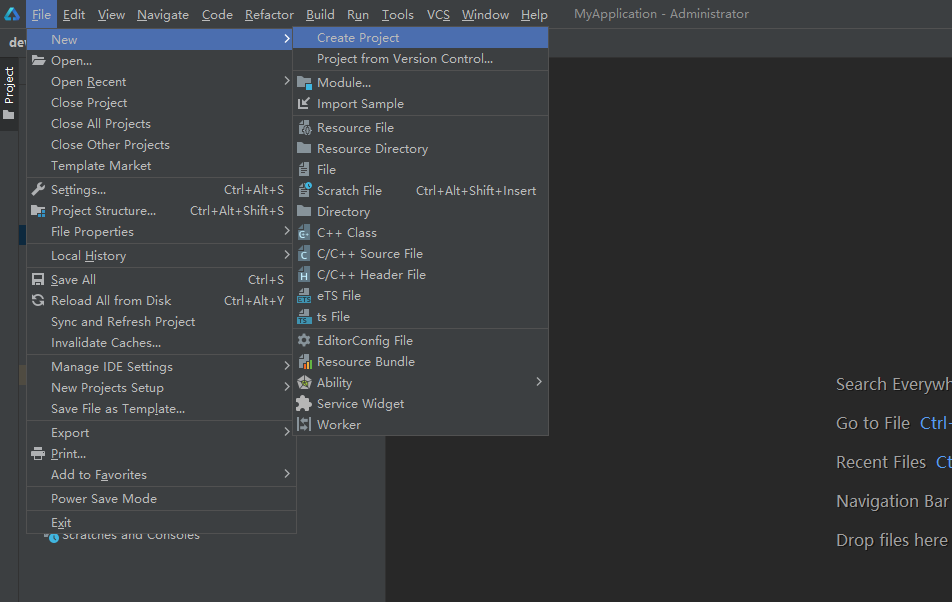 File Edit View Navigate Code Refactor Build Run Tools VCS Window Help MyApplication - Administrator
Project
New
Open...
Open Recent
Close Project
Close All Projects
Close Other Projects
Template Market
Settings... Ctrl+Alt+S
Project Structure... Ctrl+Alt+Shift+S
File Properties
Local History
Save All Ctrl+S
Reload All from Disk Ctrl+Alt+Y
Sync and Refresh Project
Invalidate Caches...
Manage IDE Settings
New Projects Setup
Save File as Template...
Export
Print...
Add to Favorites
Power Save Mode
Exit
Scratches and Consoles
Create Project
Project from Version Control...
Module...
Import Sample
Resource File
Resource Directory
File
Scratch File Ctrl+Alt+Shift+Insert
Directory
C++ Class
C/C++ Source File
C/C++ Header File
eTS File
ts File
EditorConfig File
Resource Bundle
Ability
Service Widget
Worker
Search Everywh
Go to File Ctrl+
Recent Files Ct
Navigation Bar
Drop files here